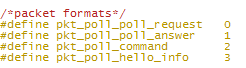 /*packet formats*/
#define pkt_poll_poll_request 0
#define pkt_poll_poll_answer 1
#define pkt_poll_command 2
#define pkt_poll_hello_info 3